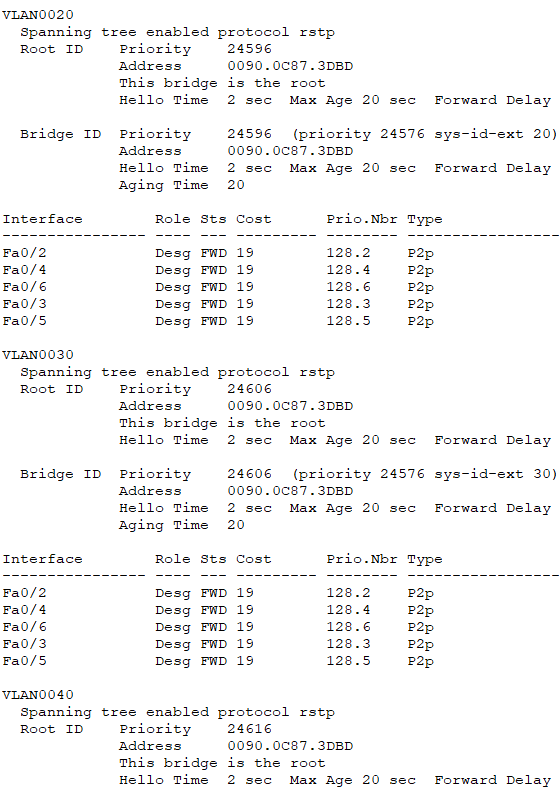 VLAN0020
  Spanning tree enabled protocol rstp
  Root ID    Priority    24596
             Address     0090.0C87.3DBD
             This bridge is the root
             Hello Time  2 sec  Max Age 20 sec  Forward Delay
  Bridge ID  Priority    24596  (priority 24576 sys-id-ext 20)
             Address     0090.0C87.3DBD
             Hello Time  2 sec  Max Age 20 sec  Forward Delay
             Aging Time  20
Interface        Role Sts Cost      Prio.Nbr Type
---------------- ---- --- --------- -------- -----------------
Fa0/2            Desg FWD 19        128.2    P2p
Fa0/4            Desg FWD 19        128.4    P2p
Fa0/6            Desg FWD 19        128.6    P2p
Fa0/3            Desg FWD 19        128.3    P2p
Fa0/5            Desg FWD 19        128.5    P2p
VLAN0030
  Spanning tree enabled protocol rstp
  Root ID    Priority    24606
             Address     0090.0C87.3DBD
             This bridge is the root
             Hello Time  2 sec  Max Age 20 sec  Forward Delay
  Bridge ID  Priority    24606  (priority 24576 sys-id-ext 30)
             Address     0090.0C87.3DBD
             Hello Time  2 sec  Max Age 20 sec  Forward Delay
             Aging Time  20
Interface        Role Sts Cost      Prio.Nbr Type
---------------- ---- --- --------- -------- -----------------
Fa0/2            Desg FWD 19        128.2    P2p
Fa0/4            Desg FWD 19        128.4    P2p
Fa0/6            Desg FWD 19        128.6    P2p
Fa0/3            Desg FWD 19        128.3    P2p
Fa0/5            Desg FWD 19        128.5    P2p
VLAN0040
  Spanning tree enabled protocol rstp
  Root ID    Priority    24616
             Address     0090.0C87.3DBD
             This bridge is the root
             Hello Time  2 sec  Max Age 20 sec  Forward Delay